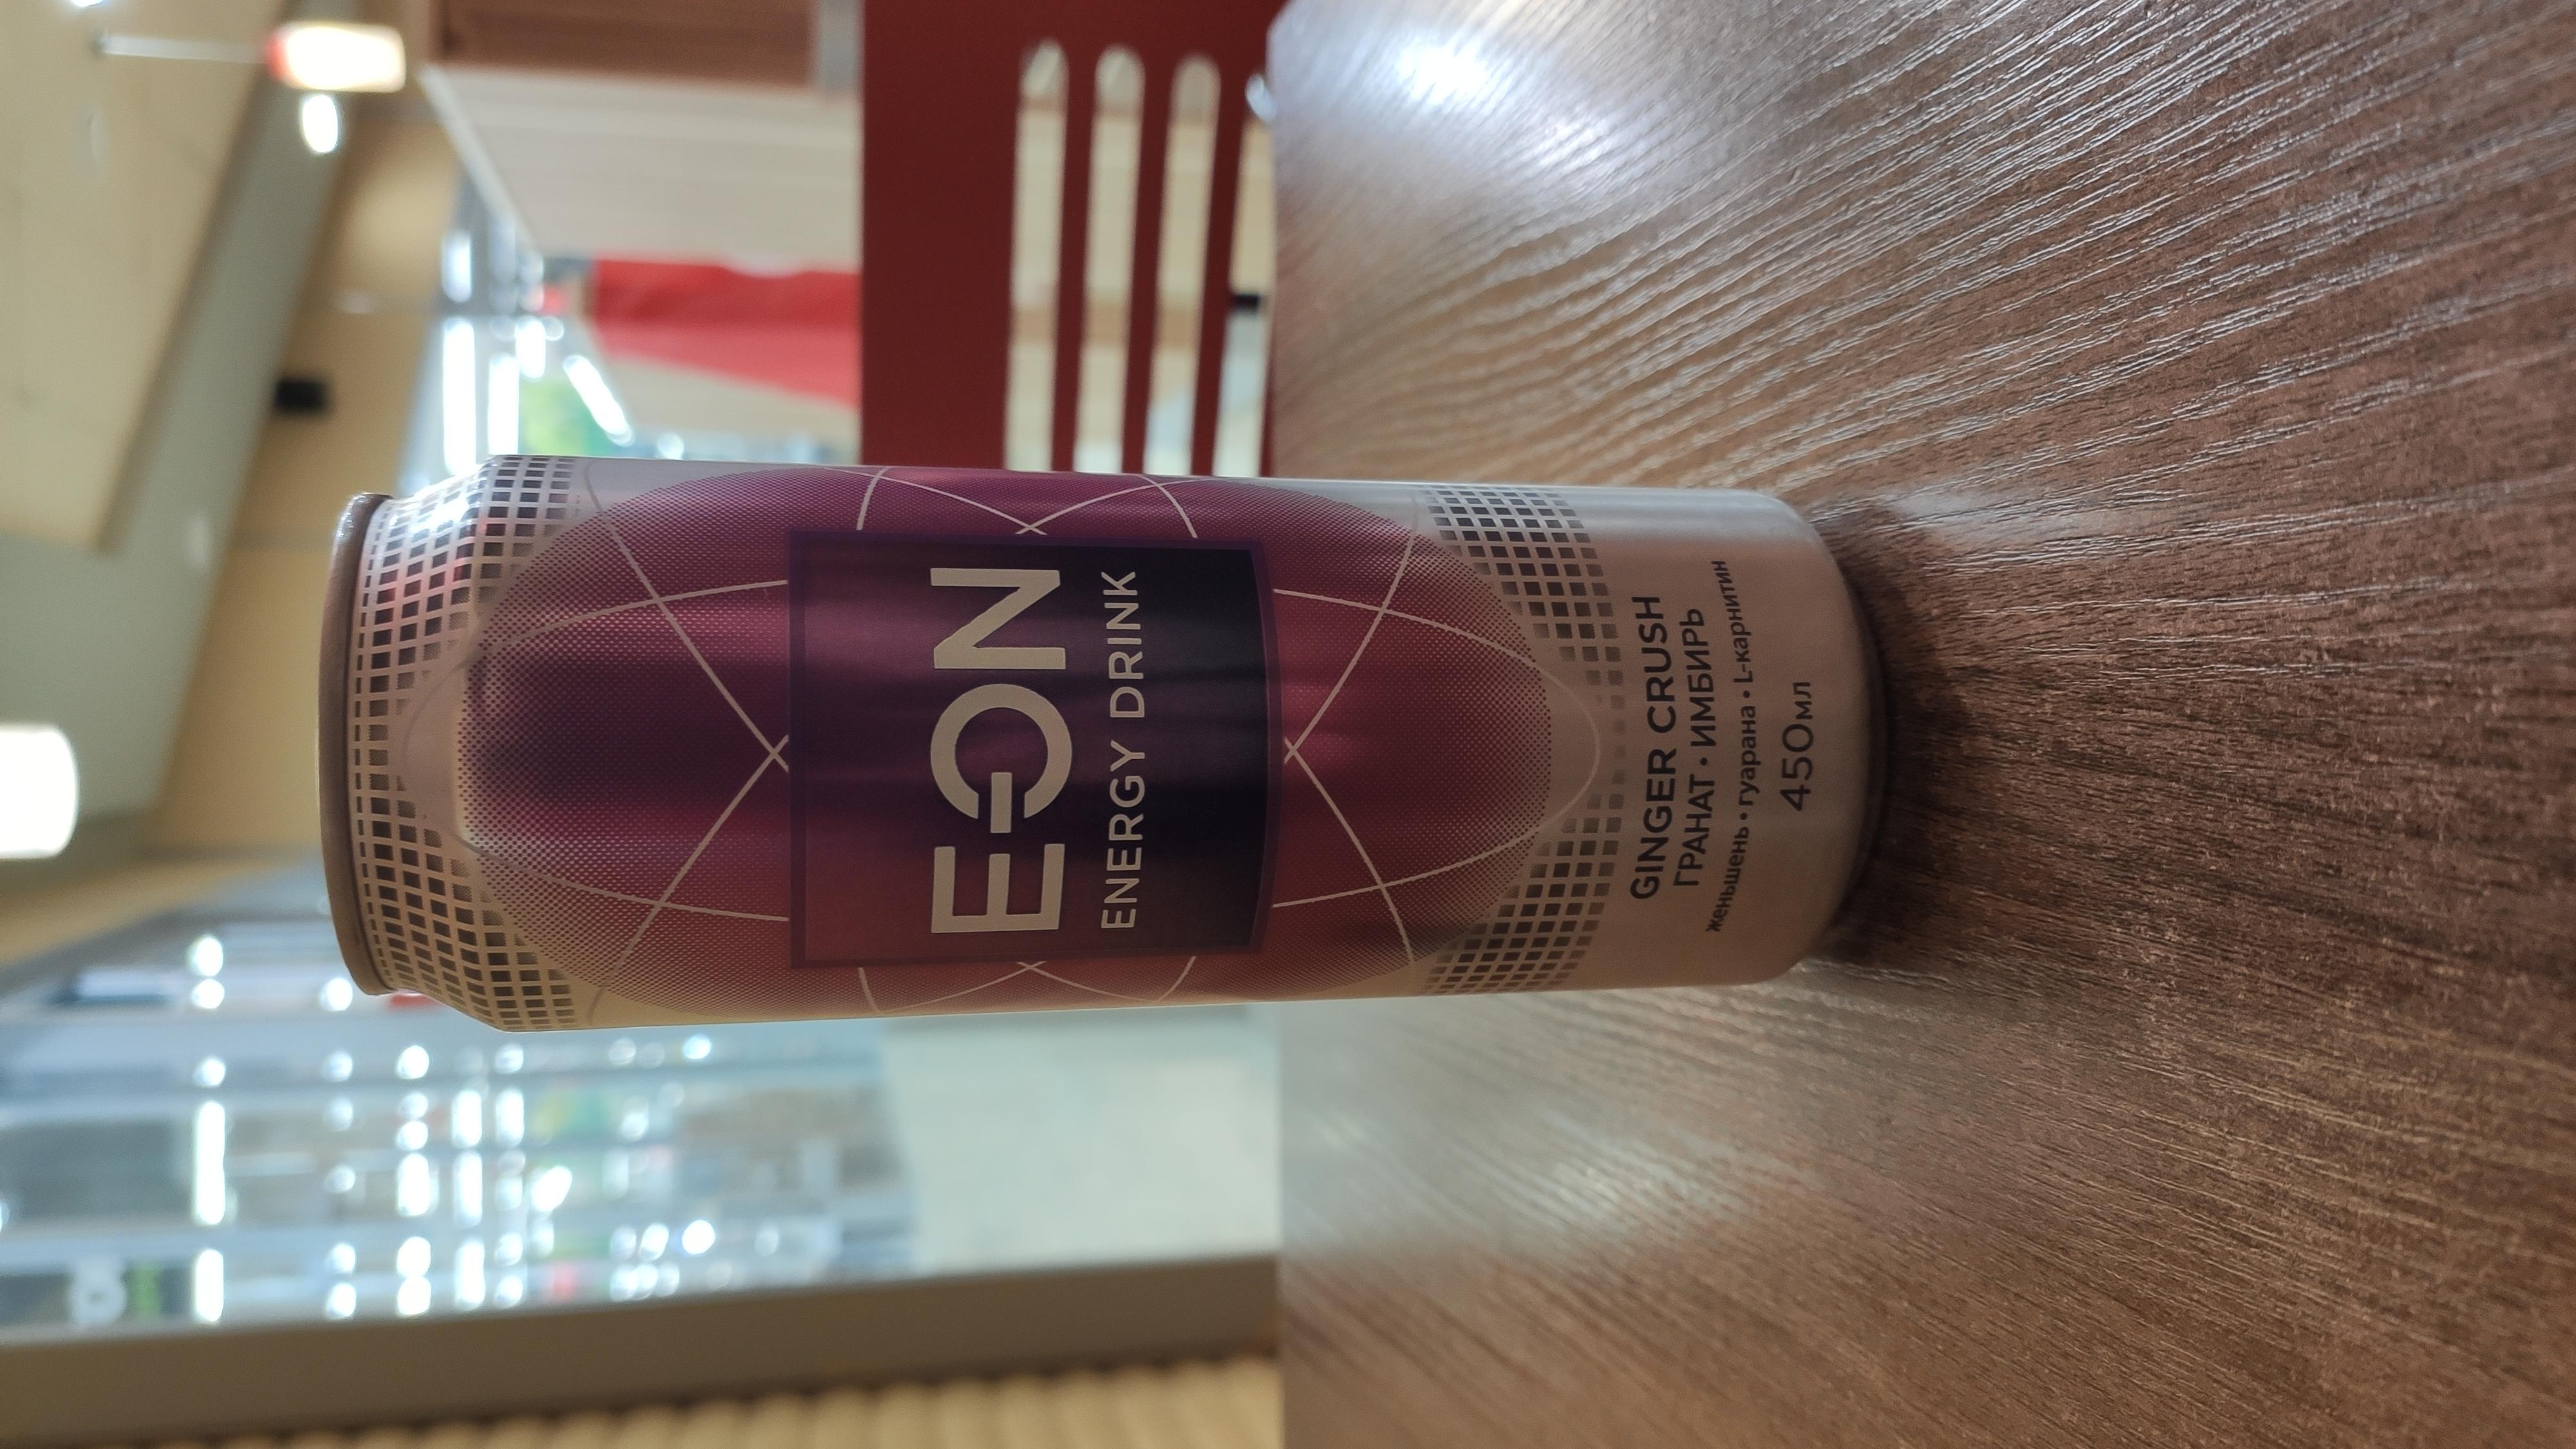 E-ON
ENERGY DRINK
GINGER CRUSH
ГРАНАТ • ИМБИРЬ
женьшень • гуарана • L-карнитин
450мл